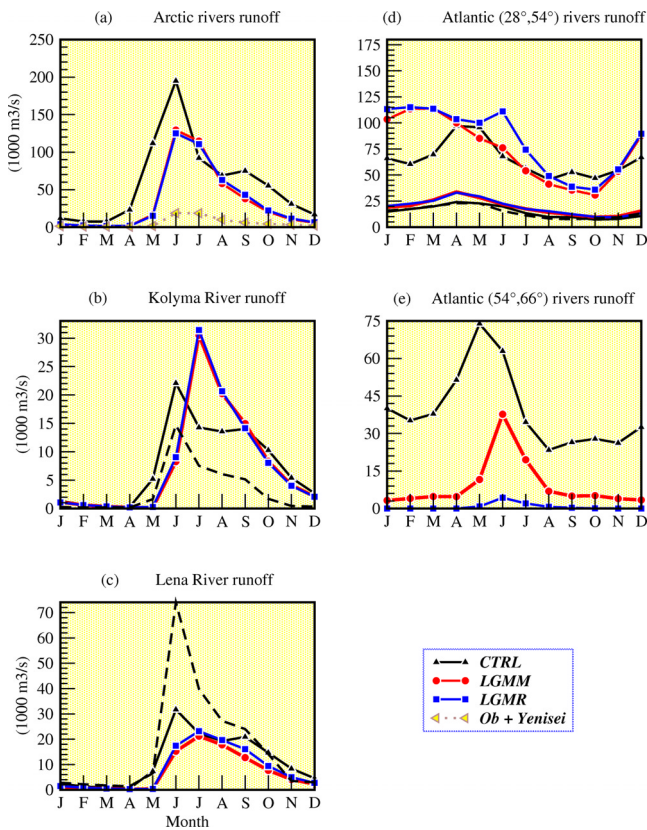 (a) Arctic rivers runoff
(1000 m3/s)
250
200
150
100
50
0
J F M A M J J A S O N D
(d) Atlantic (28°,54°) rivers runoff
175
150
125
100
75
50
25
0
J F M A M J J A S O N D
(b) Kolyma River runoff
(1000 m3/s)
30
25
20
15
10
5
0
J F M A M J J A S O N D
(e) Atlantic (54°,66°) rivers runoff
75
60
45
30
15
0
J F M A M J J A S O N D
(c) Lena River runoff
(1000 m3/s)
70
60
50
40
30
20
10
0
J F M A M J J A S O N D
Month
CTRL
LGMM
LGMR
Ob + Yenisei